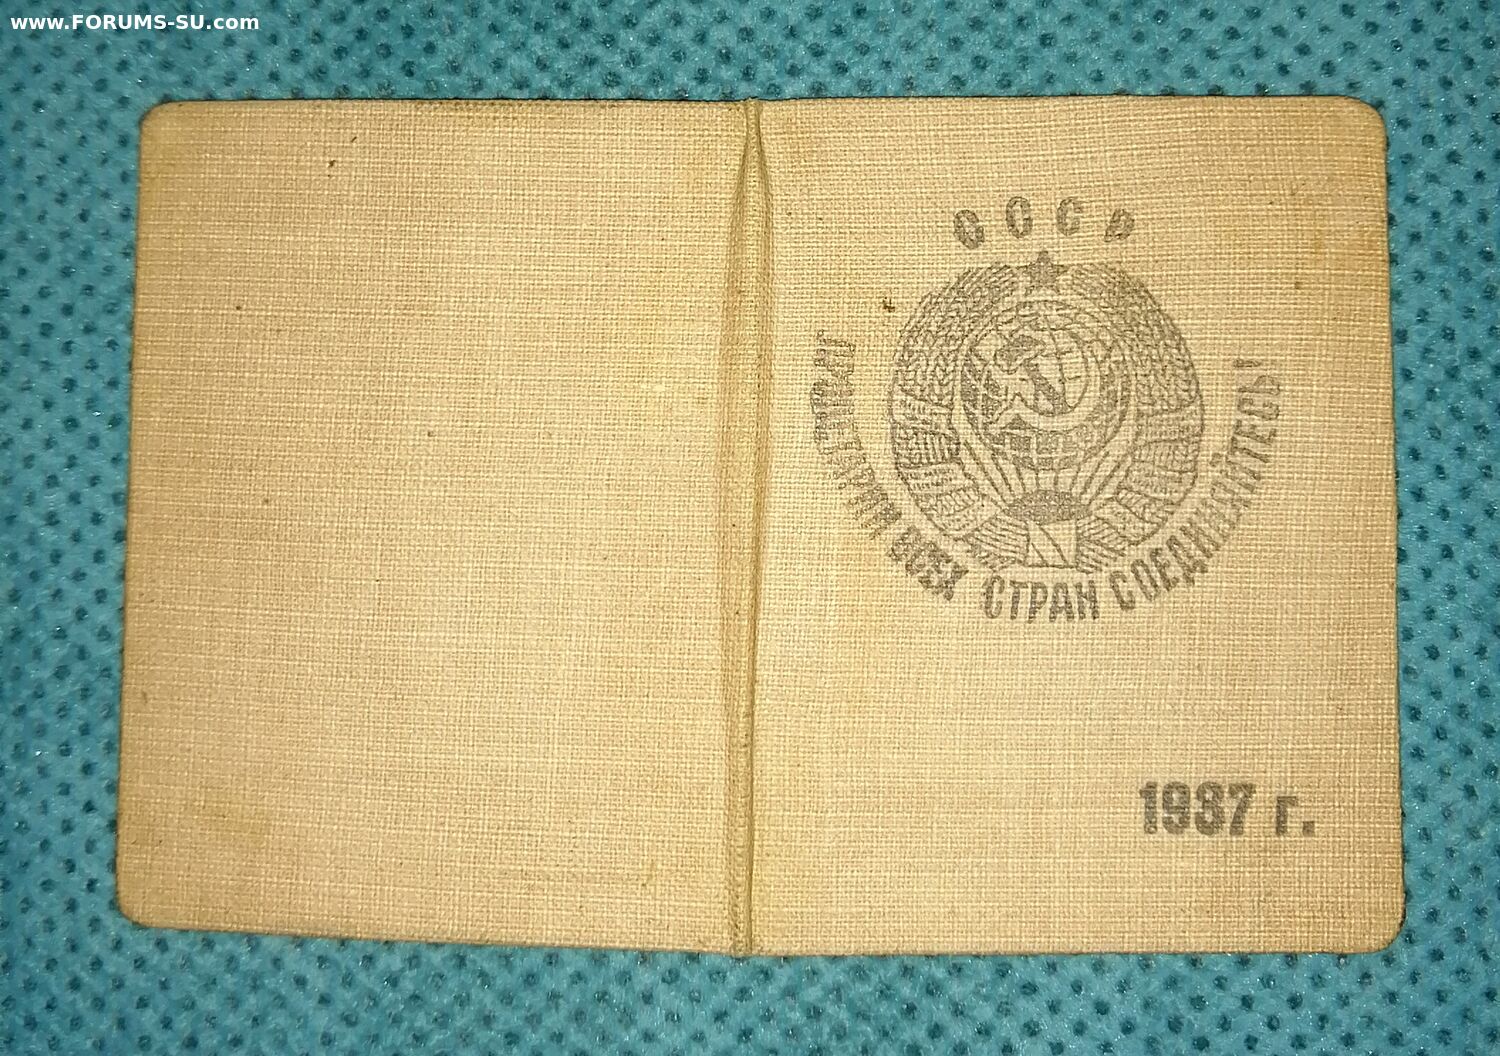 www.FORUMS-SU.com
СССР
ПРОЛЕТАРИИ ВСЕХ СТРАН СОЕДИНЯЙТЕСЬ!
1937 г.